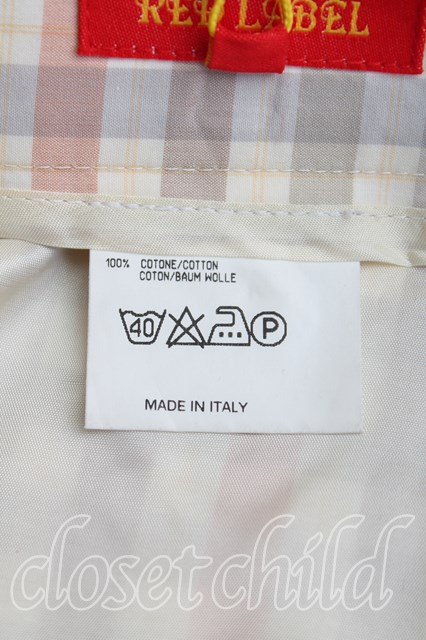 RED LABEL
100% COTONE/COTTON
COTON/BAUM WOLLE
40 P
MADE IN ITALY
closet child